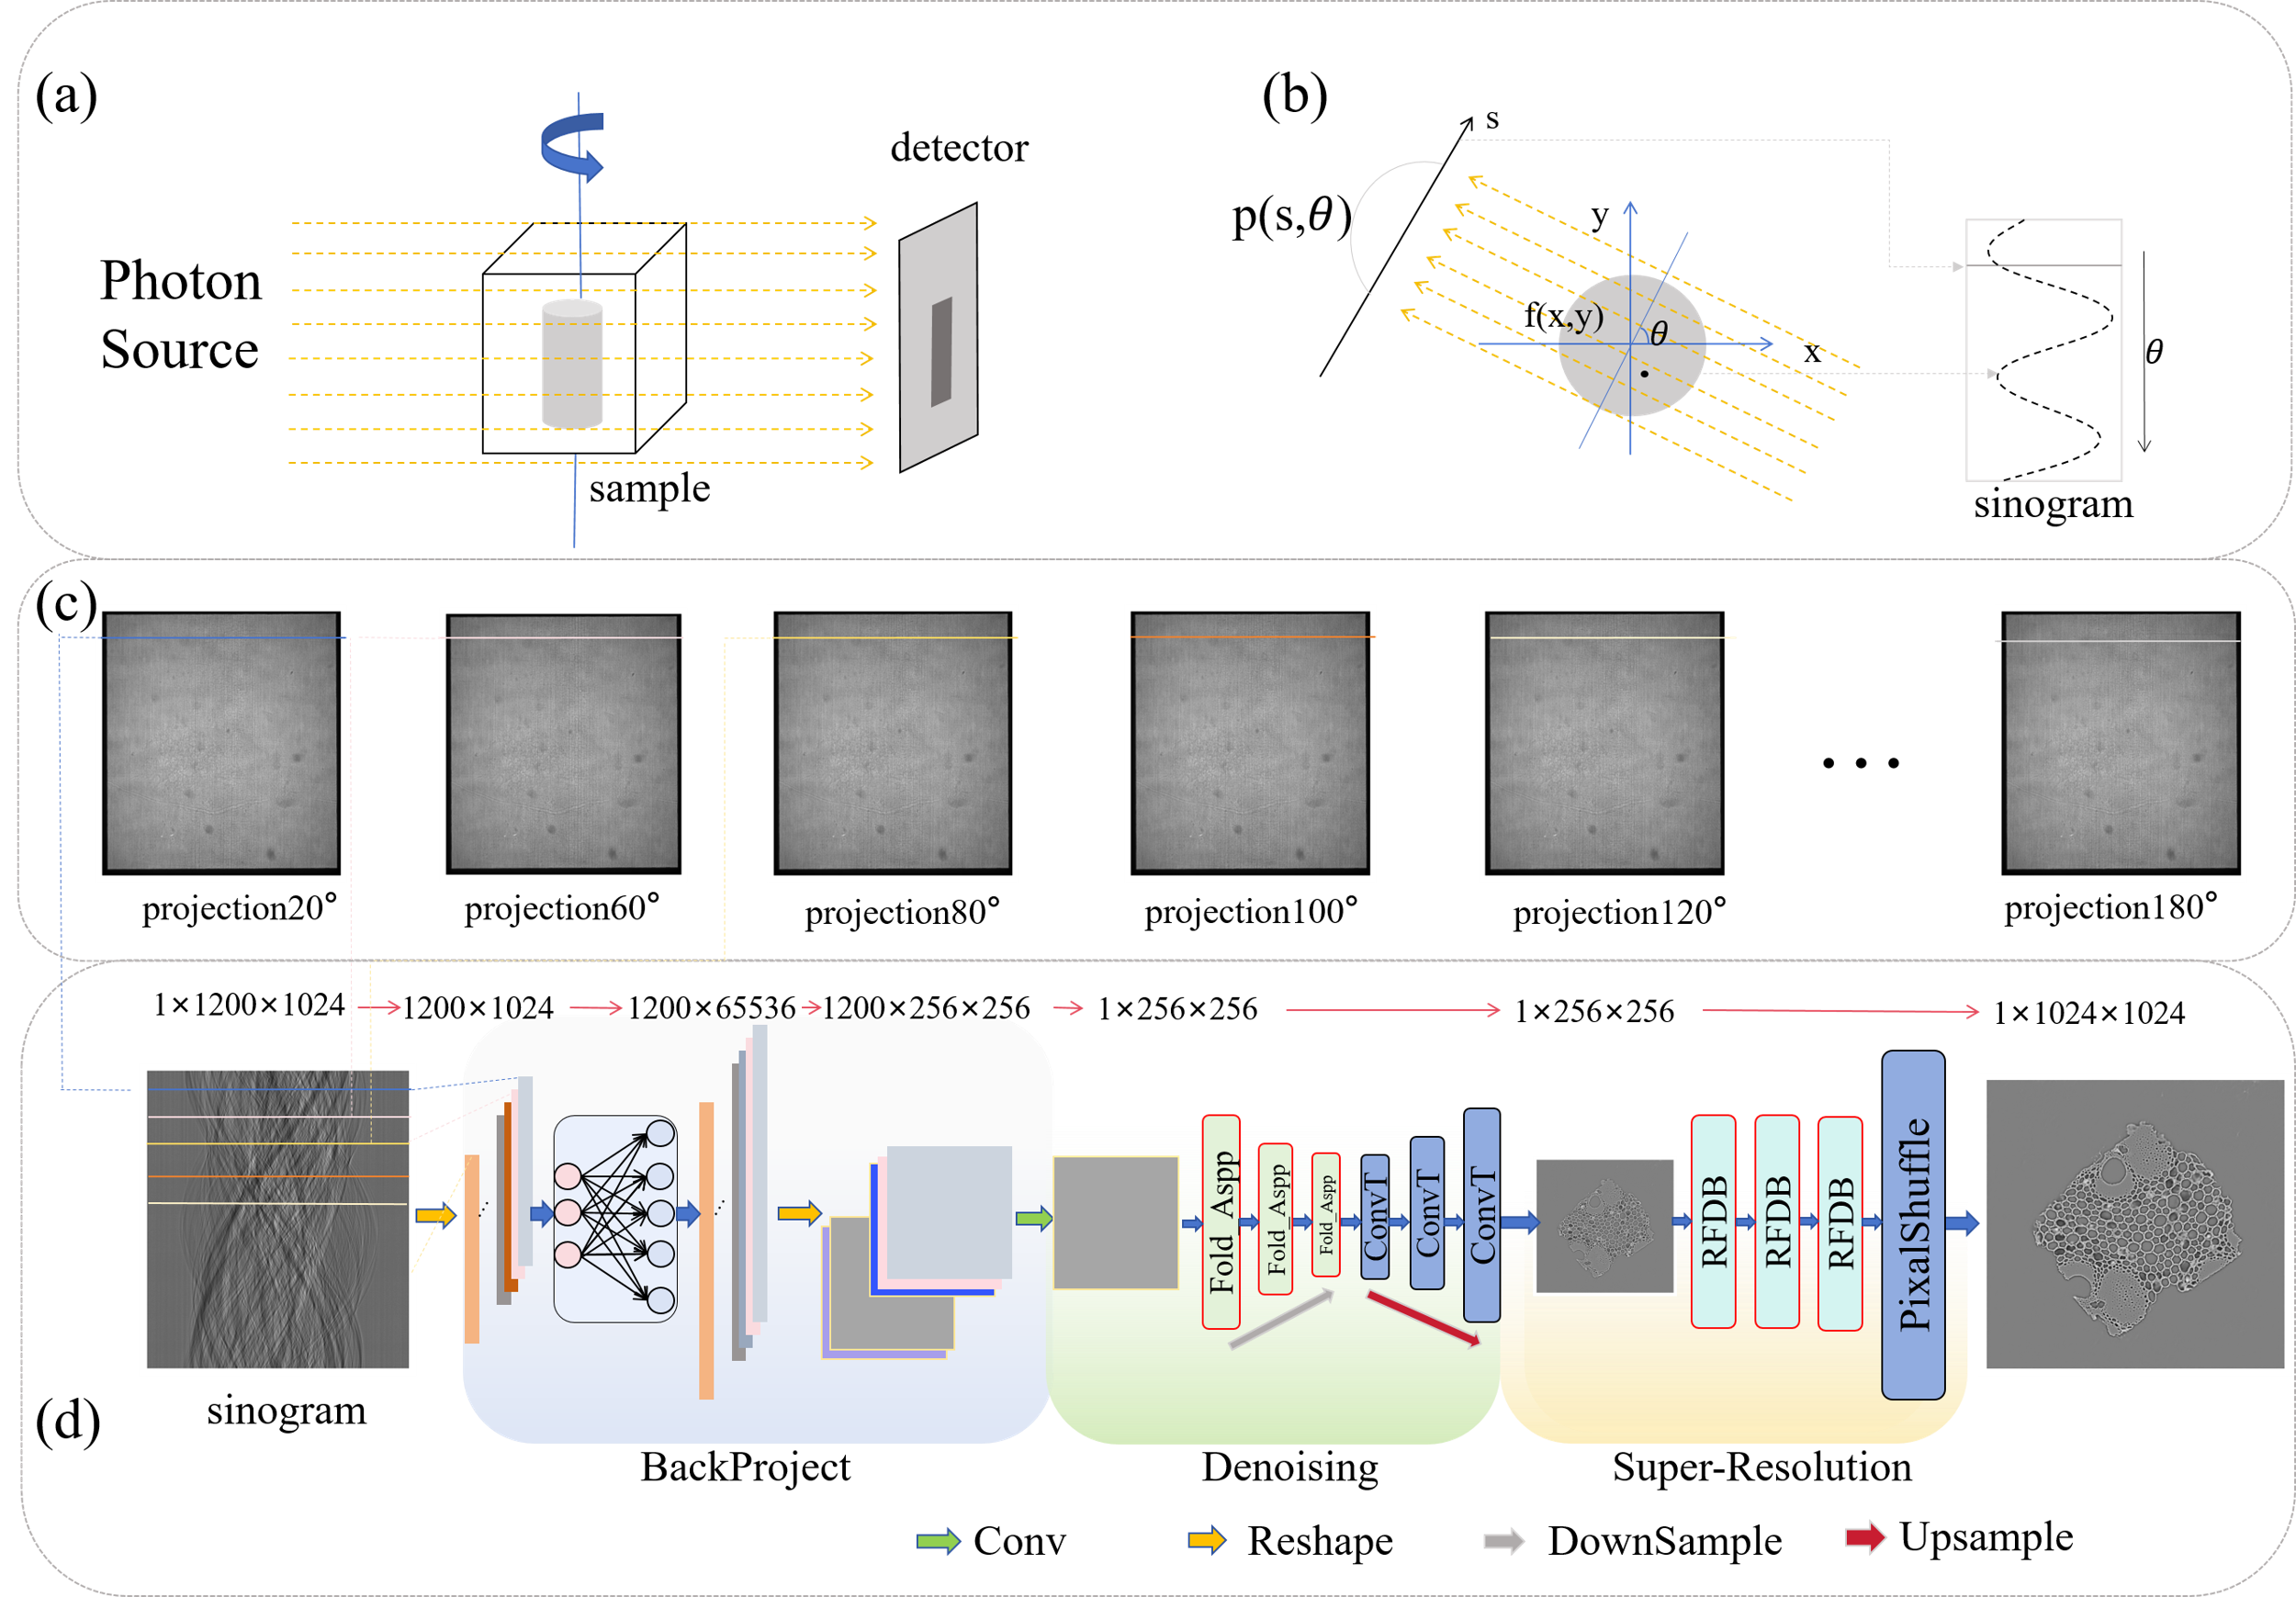 (a)
Photon
Source
sample
detector
(b)
s
p(s,θ)
y
f(x,y)
θ
x
θ
sinogram
(c)
projection20°
projection60°
projection80°
projection100°
projection120°
projection180°
1×1200×1024
1200×1024
1200×65536
1200×256×256
1×256×256
1×256×256
1×1024×1024
sinogram
(d)
BackProject
Fold_Aspp
Fold_Aspp
Fold_Aspp
ConvT
ConvT
ConvT
Denoising
RFDB
RFDB
RFDB
PixalShuffle
Super-Resolution
Conv
Reshape
DownSample
Upsample